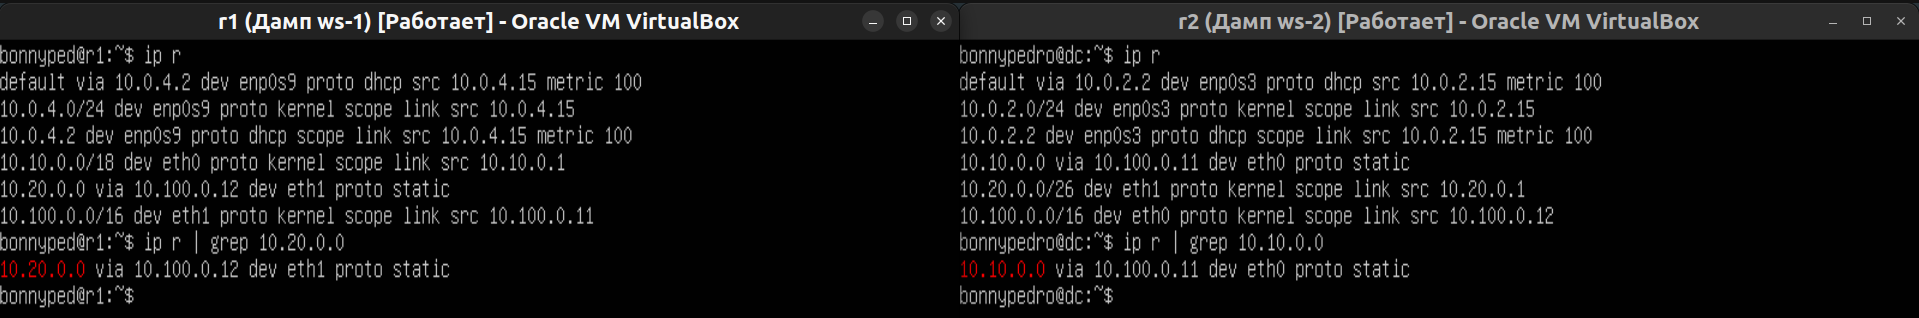 r1 (Дамп ws-1) [Работает] - Oracle VM VirtualBox
bonnyped@r1:~$ ip r
default via 10.0.4.2 dev enp0s9 proto dhcp src 10.0.4.15 metric 100
10.0.4.0/24 dev enp0s9 proto kernel scope link src 10.0.4.15
10.0.4.2 dev enp0s9 proto dhcp scope link src 10.0.4.15 metric 100
10.10.0.0/18 dev eth0 proto kernel scope link src 10.10.0.1
10.20.0.0 via 10.100.0.12 dev eth1 proto static
10.100.0.0/16 dev eth1 proto kernel scope link src 10.100.0.11
bonnyped@r1:~$ ip r | grep 10.20.0.0
10.20.0.0 via 10.100.0.12 dev eth1 proto static
bonnyped@r1:~$
r2 (Дамп ws-2) [Работает] - Oracle VM VirtualBox
bonnypedro@dc:~$ ip r
default via 10.0.2.2 dev enp0s3 proto dhcp src 10.0.2.15 metric 100
10.0.2.0/24 dev enp0s3 proto kernel scope link src 10.0.2.15
10.0.2.2 dev enp0s3 proto dhcp scope link src 10.0.2.15 metric 100
10.10.0.0 via 10.100.0.11 dev eth0 proto static
10.20.0.0/26 dev eth1 proto kernel scope link src 10.20.0.1
10.100.0.0/16 dev eth0 proto kernel scope link src 10.100.0.12
bonnypedro@dc:~$ ip r | grep 10.10.0.0
10.10.0.0 via 10.100.0.11 dev eth0 proto static
bonnypedro@dc:~$